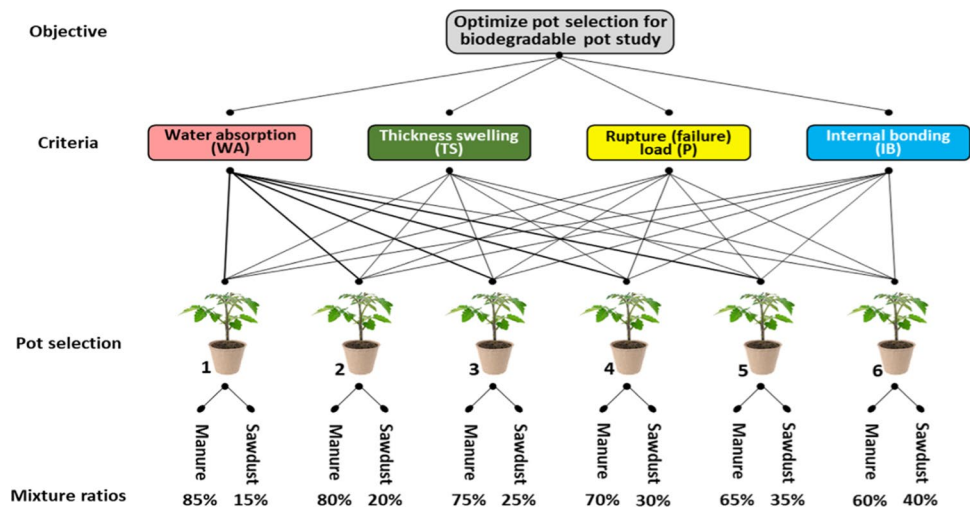 Objective
Optimize pot selection for
biodegradable pot study
Criteria
Water absorption
(WA)
Thickness swelling
(TS)
Rupture (failure)
load (P)
Internal bonding
(IB)
Pot selection
1
2
3
4
5
6
Manure
Sawdust
Manure
Sawdust
Manure
Sawdust
Manure
Sawdust
Manure
Sawdust
Manure
Sawdust
Mixture ratios
85% 15% 80% 20% 75% 25% 70% 30% 65% 35% 60% 40%